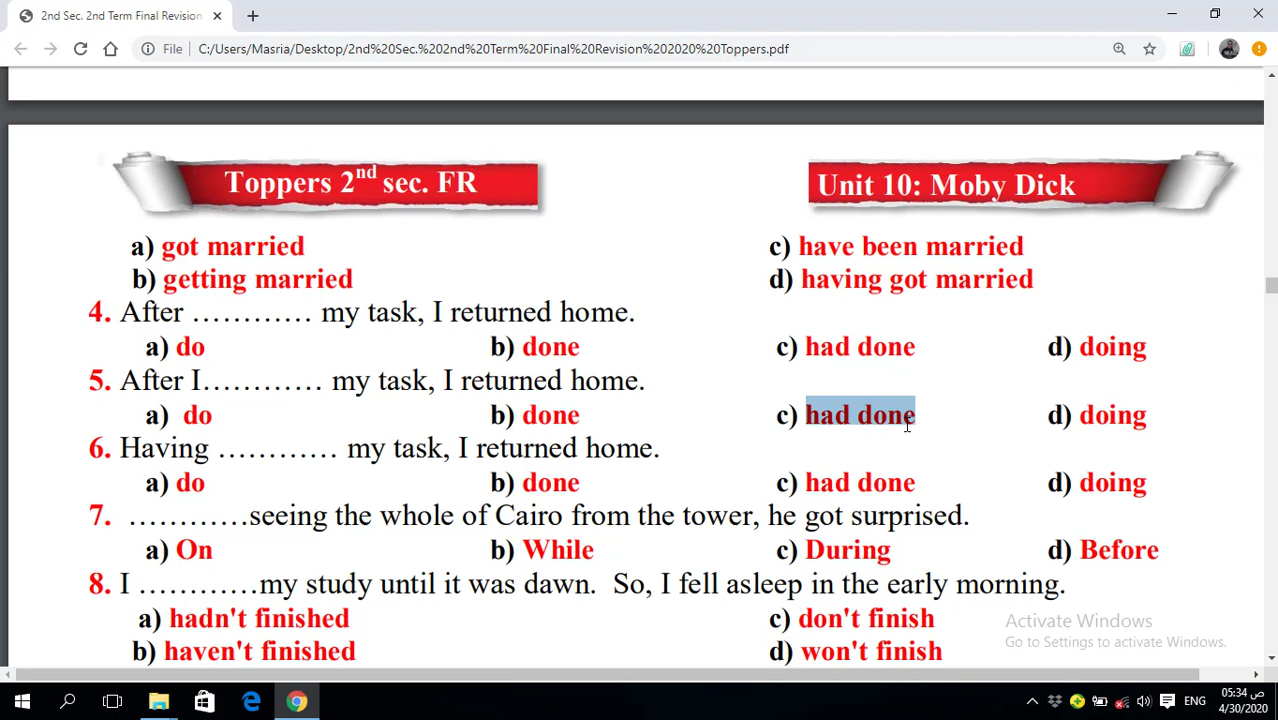 2nd Sec. 2nd Term Final Revision
File C:/Users/Masria/Desktop/2nd%20Sec.%202nd%20Term%20Final%20Revision%202020%20Toppers.pdf
Toppers 2nd sec. FR Unit 10: Moby Dick
a) got married c) have been married
b) getting married d) having got married
4. After ………… my task, I returned home.
a) do b) done c) had done d) doing
5. After I………… my task, I returned home.
a) do b) done c) had done d) doing
6. Having ………… my task, I returned home.
a) do b) done c) had done d) doing
7. …………seeing the whole of Cairo from the tower, he got surprised.
a) On b) While c) During d) Before
8. I …………my study until it was dawn. So, I fell asleep in the early morning.
a) hadn't finished c) don't finish
b) haven't finished d) won't finish
Activate Windows
Go to Settings to activate Windows.
ENG
05:34 ص
4/30/2020